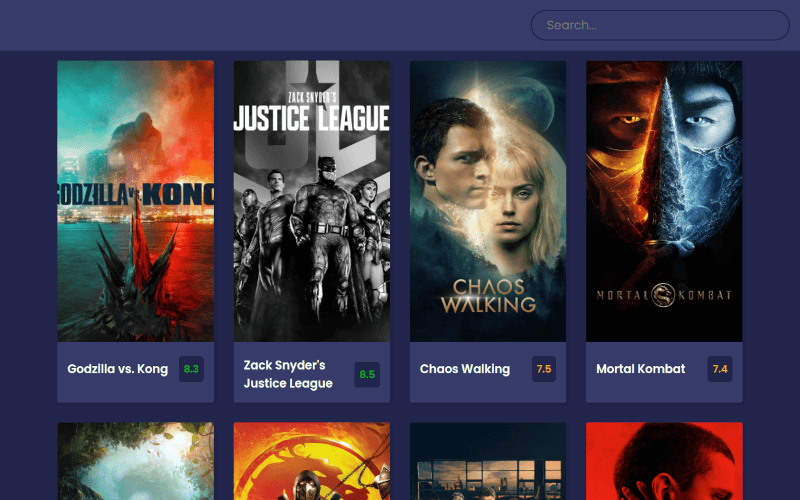 Search...
ZACK SNYDER'S
JUSTICE LEAGUE
GODZILLA vs. KONG
CHAOS
WALKING
MORTAL KOMBAT
Godzilla vs. Kong
8.3
Zack Snyder's
Justice League
8.5
Chaos Walking
7.5
Mortal Kombat
7.4